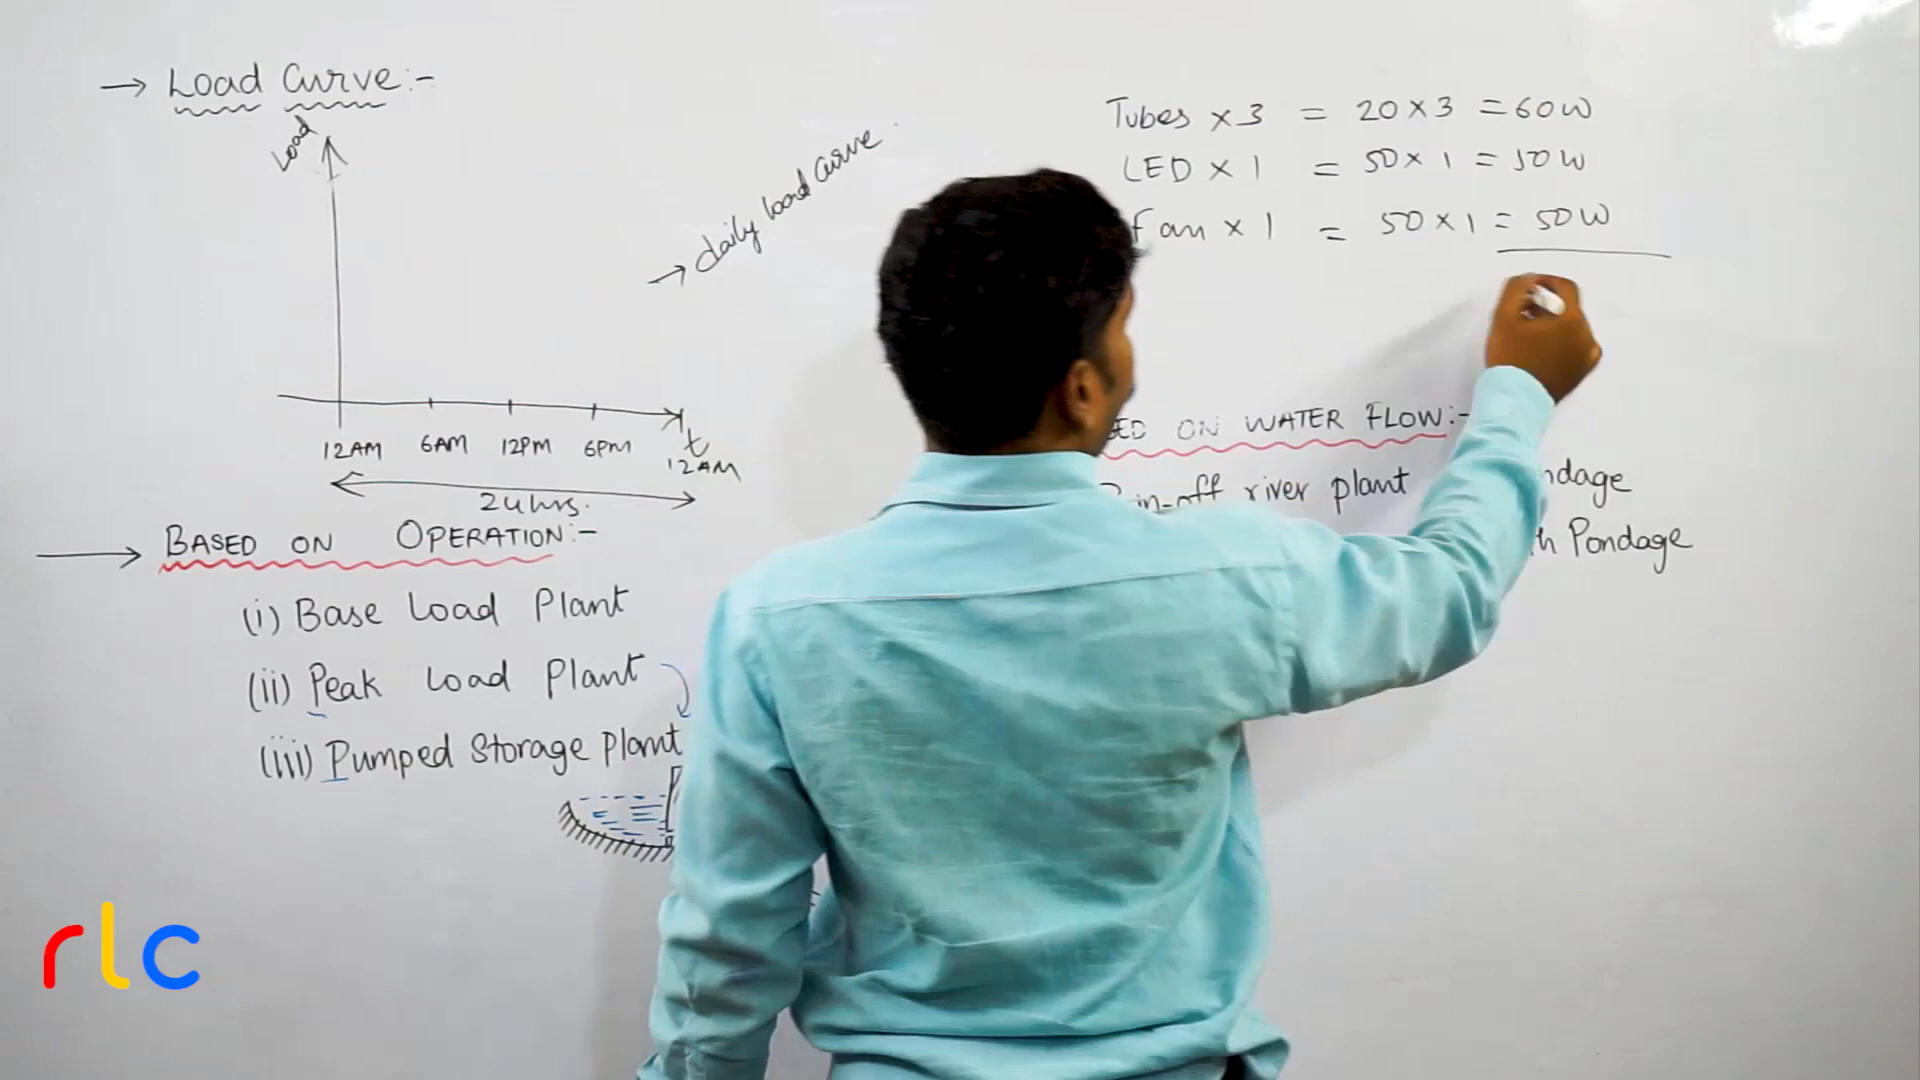 → Load Curve:-
Load
12AM 6AM 12PM 6PM t
12AM
24hrs.
→ daily load curve.
Tubes x 3 = 20 x 3 = 60W
LED x 1 = 50 x 1 = 50W
Fan x 1 = 50 x 1 = 50W
ED ON WATER FLOW:-
n-off river plant
ndage
h Pondage
→ BASED ON OPERATION:-
(i) Base Load Plant
(ii) Peak Load Plant
(iii) Pumped Storage Plant
rlc